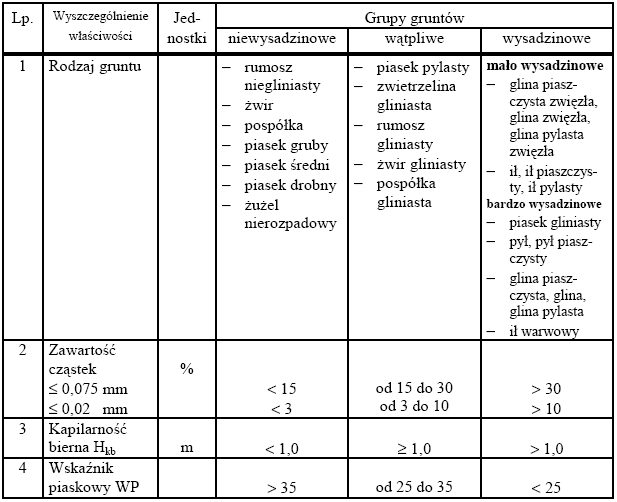 Lp. Wyszczególnienie właściwości Jed-nostki Grupy gruntów
niewysadzinowe wątpliwe wysadzinowe
1 Rodzaj gruntu
− rumosz
niegliniasty
− żwir
− pospółka
− piasek gruby
− piasek średni
− piasek drobny
− żużel
nierozpadowy
− piasek pylasty
− zwietrzelina
gliniasta
− rumosz
gliniasty
− żwir gliniasty
− pospółka
gliniasta
mało wysadzinowe
− glina piasz-
czysta zwięzła,
glina zwięzła,
glina pylasta
zwięzła
− ił, ił piaszczys-
ty, ił pylasty
bardzo wysadzinowe
− piasek gliniasty
− pył, pył piasz-
czysty
− glina piasz-
czysta, glina,
glina pylasta
− ił warwowy
2 Zawartość
cząstek %
≤ 0,075 mm < 15 od 15 do 30 > 30
≤ 0,02 mm < 3 od 3 do 10 > 10
3 Kapilarność
bierna Hkb m < 1,0 ≥ 1,0 > 1,0
4 Wskaźnik
piaskowy WP > 35 od 25 do 35 < 25